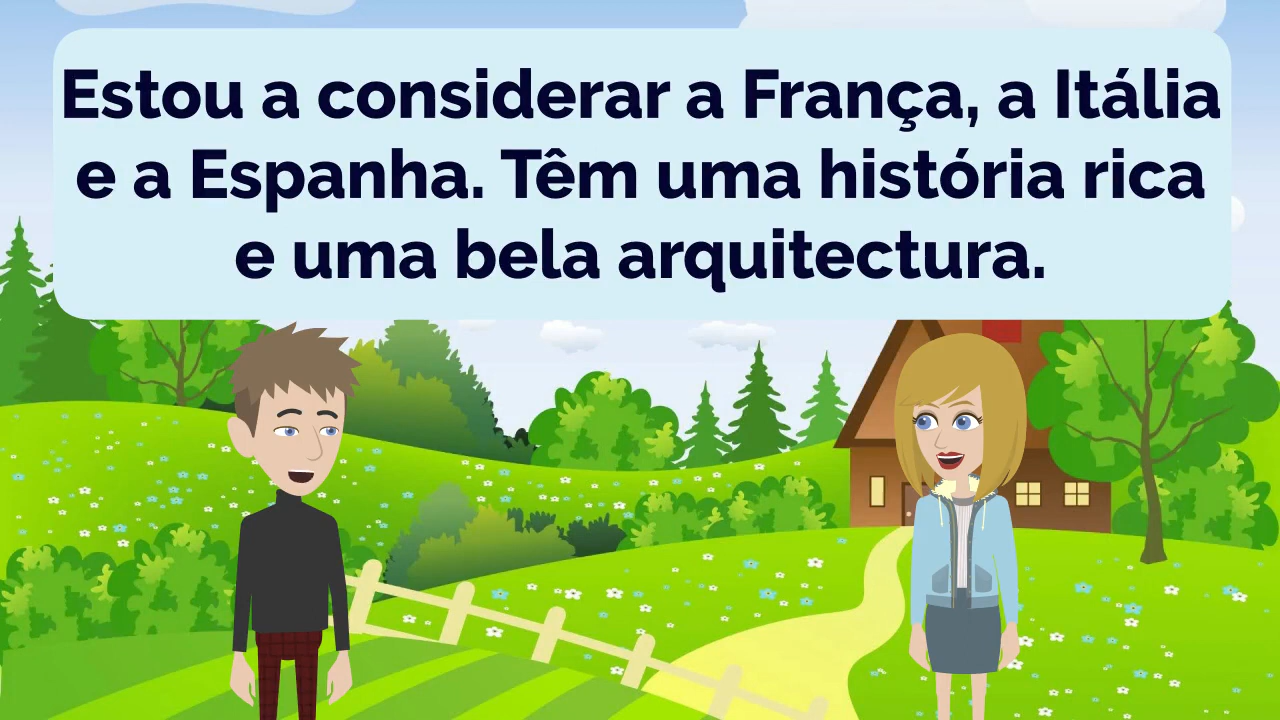 Estou a considerar a França, a Itália
e a Espanha. Têm uma história rica
e uma bela arquitectura.